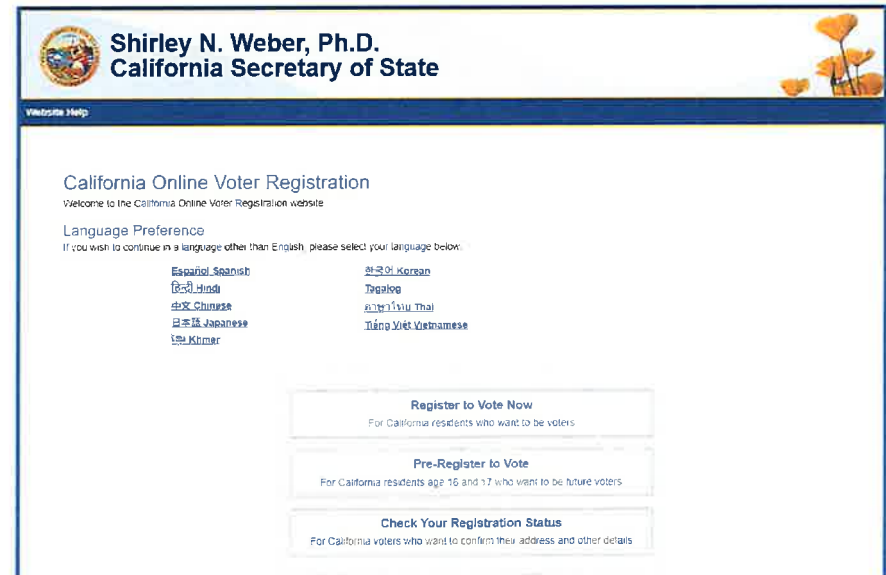 Shirley N. Weber, Ph.D.
California Secretary of State
Website Help
California Online Voter Registration
Welcome to the California Online Voter Registration website
Language Preference
If you wish to continue in a language other than English, please select your language below.
Español Spanish
हिन्दी Hindi
中文 Chinese
日本語 Japanese
ខ្មែរ Khmer
한국어 Korean
Tagalog
ภาษาไทย Thai
Tiếng Việt Vietnamese
Register to Vote Now
For California residents who want to be voters
Pre-Register to Vote
For California residents age 16 and 17 who want to be future voters
Check Your Registration Status
For California voters who want to confirm their address and other details